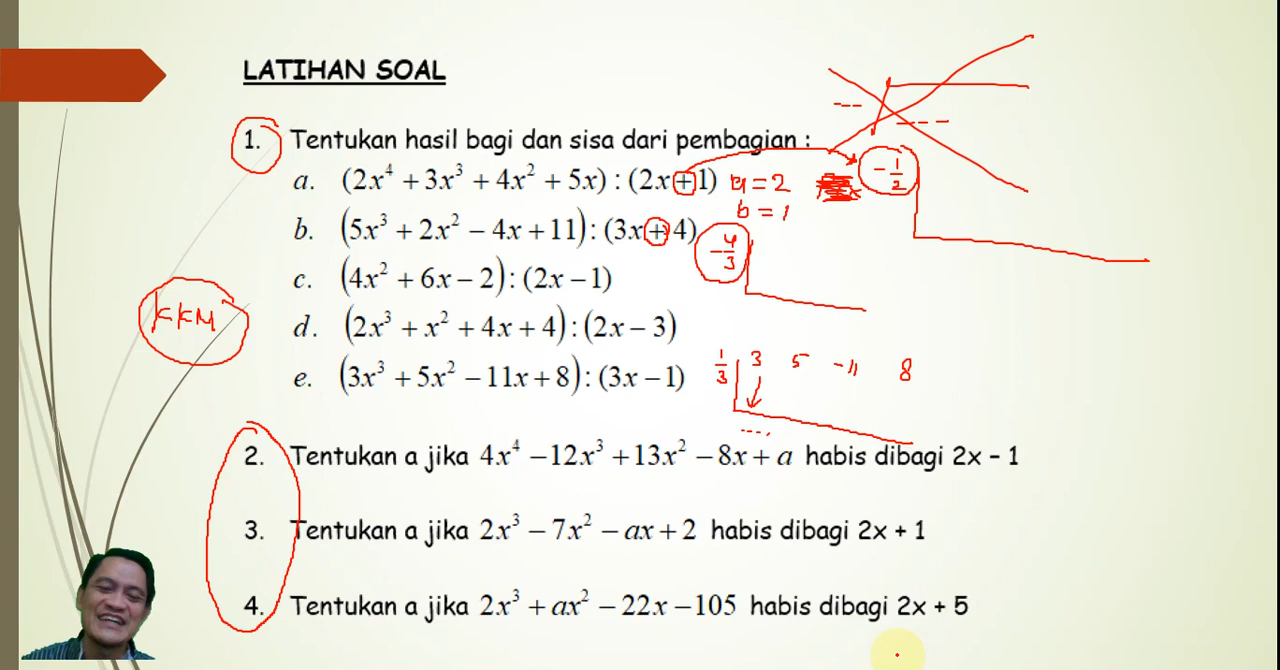 LATIHAN SOAL
1. Tentukan hasil bagi dan sisa dari pembagian :
a. (2x⁴ + 3x³ + 4x² + 5x) : (2x + 1) a = 2 -1/2
b = 1
b. (5x³ + 2x² − 4x + 11) : (3x + 4) -4/3
c. (4x² + 6x − 2) : (2x − 1)
KKM
d. (2x³ + x² + 4x + 4) : (2x − 3)
e. (3x³ + 5x² − 11x + 8) : (3x − 1) 1/3 3 5 -11 8
2. Tentukan a jika 4x⁴ − 12x³ + 13x² − 8x + a habis dibagi 2x – 1
3. Tentukan a jika 2x³ − 7x² − ax + 2 habis dibagi 2x + 1
4. Tentukan a jika 2x³ + ax² − 22x − 105 habis dibagi 2x + 5